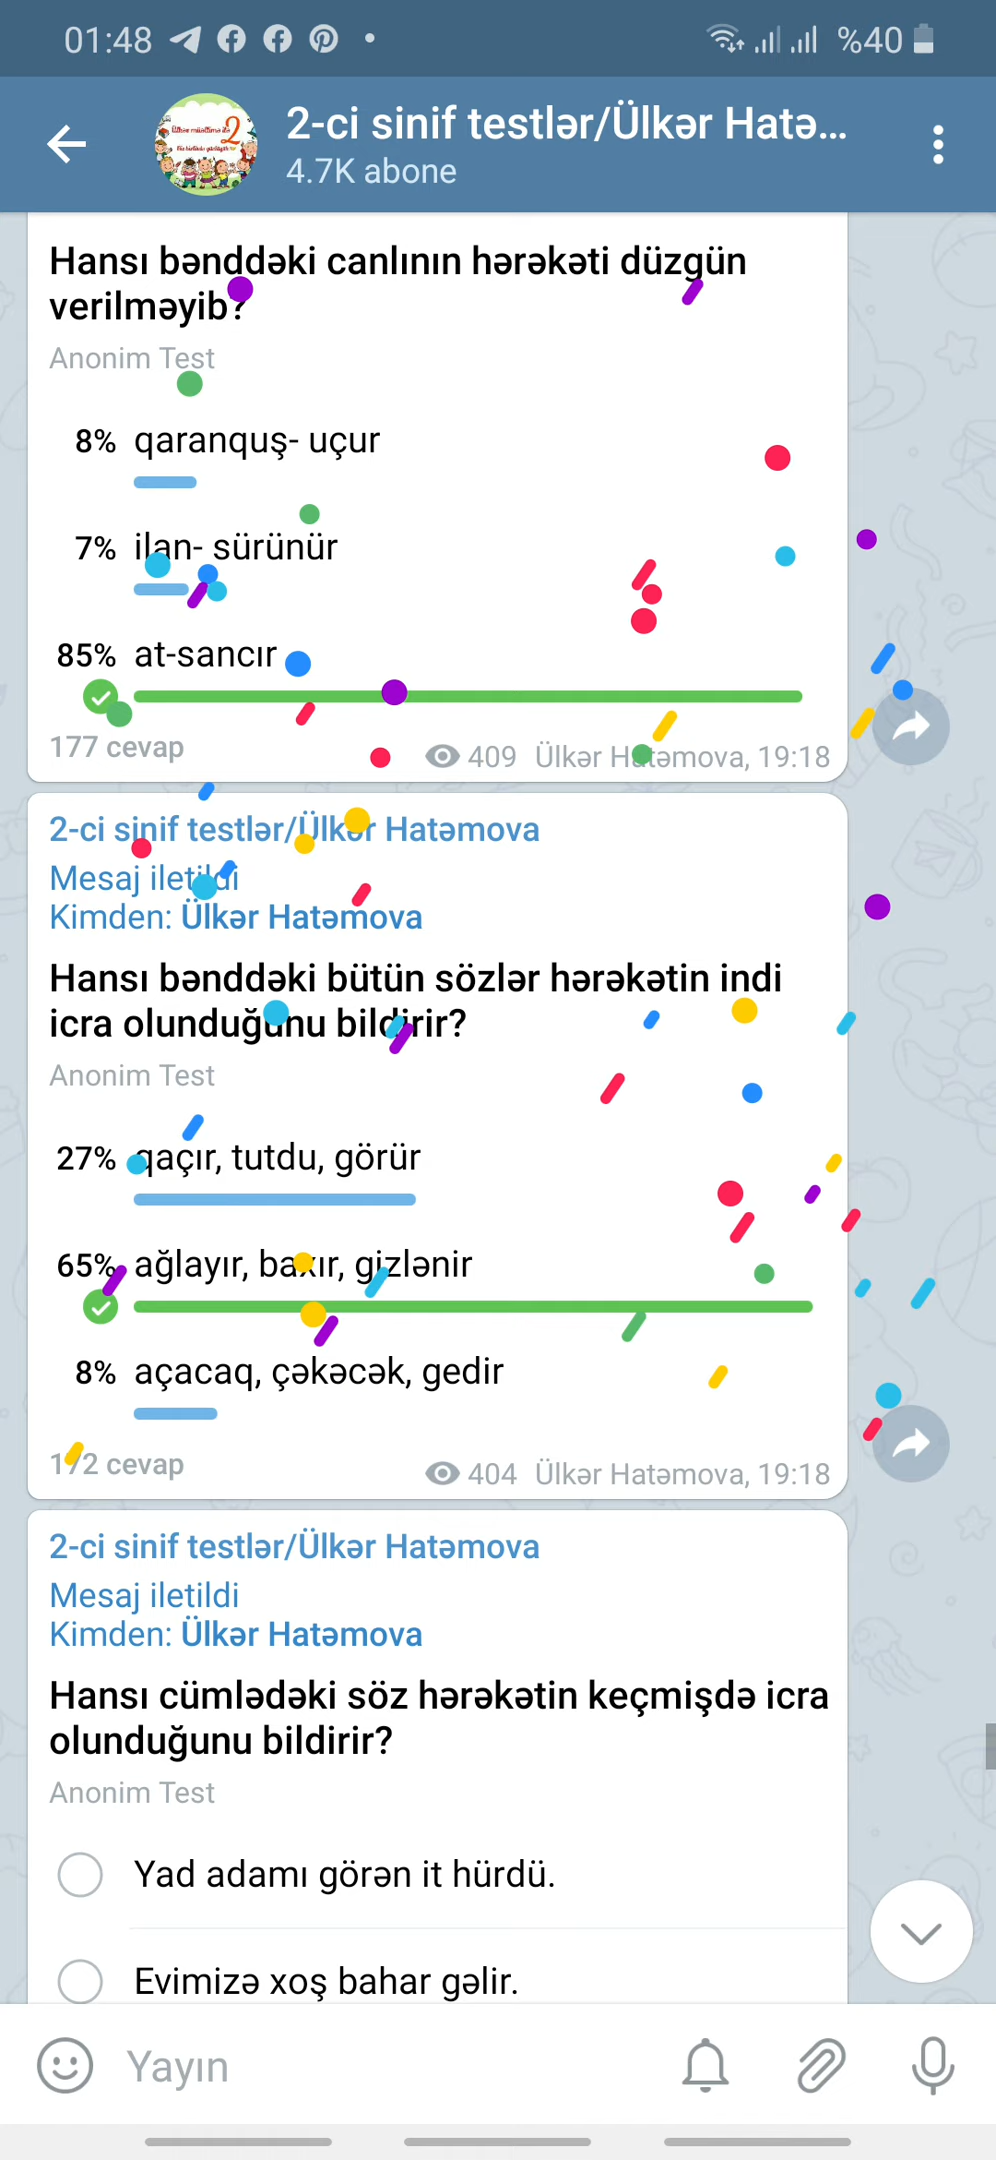 01:48
%40
2-ci sinif testlər/Ülkər Hatə...
4.7K abone
Hansı bənddəki canlının hərəkəti düzgün
verilməyib?
Anonim Test
8% qaranquş- uçur
7% ilan- sürünür
85% at-sancır
177 cevap
409 Ülkər Hatəmova, 19:18
2-ci sinif testlər/Ülkər Hatəmova
Mesaj iletildi
Kimden: Ülkər Hatəmova
Hansı bənddəki bütün sözlər hərəkətin indi
icra olunduğunu bildirir?
Anonim Test
27% qaçır, tutdu, görür
65% ağlayır, baxır, gizlənir
8% açacaq, çəkəcək, gedir
172 cevap
404 Ülkər Hatəmova, 19:18
2-ci sinif testlər/Ülkər Hatəmova
Mesaj iletildi
Kimden: Ülkər Hatəmova
Hansı cümlədəki söz hərəkətin keçmişdə icra
olunduğunu bildirir?
Anonim Test
Yad adamı görən it hürdü.
Evimizə xoş bahar gəlir.
Yayın